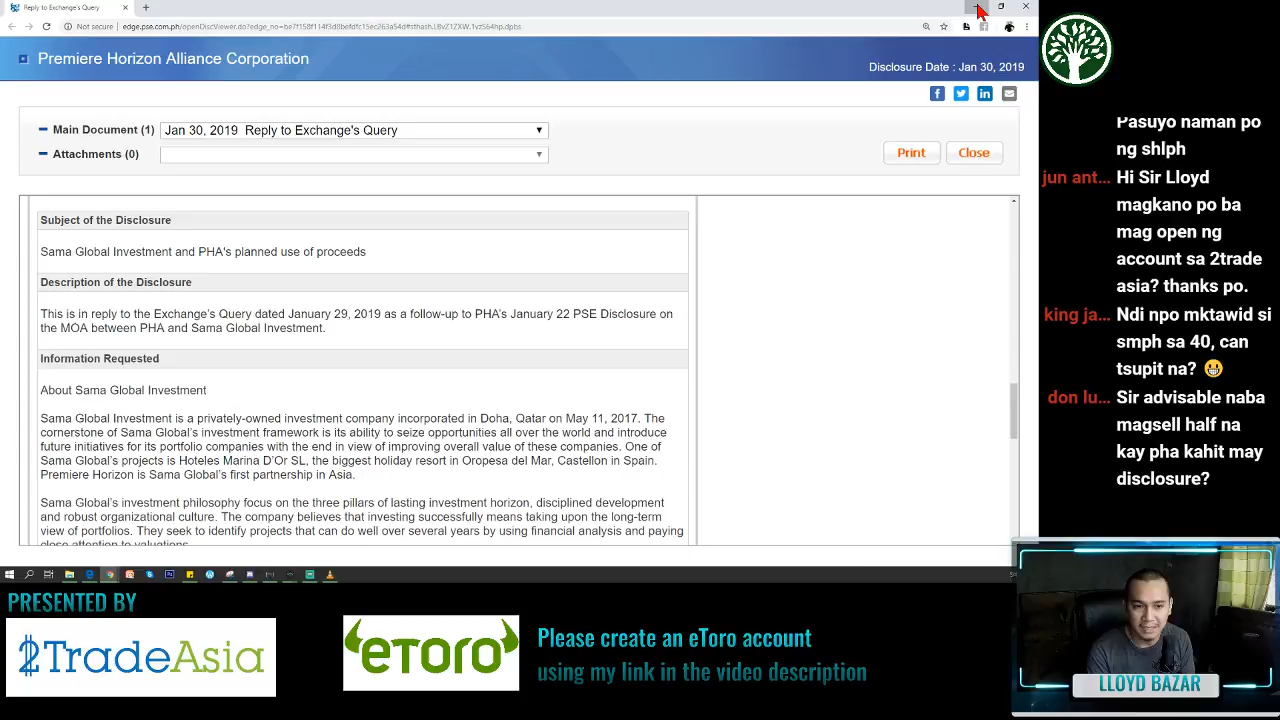 Reply to Exchange's Query
Not secure
edge.pse.com.ph/openDiscViewer.do?edge_no=
Premiere Horizon Alliance Corporation
Disclosure Date : Jan 30, 2019
Main Document (1)
Jan 30, 2019 Reply to Exchange's Query
Attachments (0)
Print
Close
Subject of the Disclosure
Sama Global Investment and PHA's planned use of proceeds
Description of the Disclosure
This is in reply to the Exchange's Query dated January 29, 2019 as a follow-up to PHA's January 22 PSE Disclosure on
the MOA between PHA and Sama Global Investment.
Information Requested
About Sama Global Investment
Sama Global Investment is a privately-owned investment company incorporated in Doha, Qatar on May 11, 2017. The
cornerstone of Sama Global's investment framework is its ability to seize opportunities all over the world and introduce
future initiatives for its portfolio companies with the end in view of improving overall value of these companies. One of
Sama Global's projects is Hoteles Marina D'Or SL, the biggest holiday resort in Oropesa del Mar, Castellon in Spain.
Premiere Horizon is Sama Global's first partnership in Asia.
Sama Global's investment philosophy focus on the three pillars of lasting investment horizon, disciplined development
and robust organizational culture. The company believes that investing successfully means taking upon the long-term
view of portfolios. They seek to identify projects that can do well over several years by using financial analysis and paying
close attention to valuations.
Pasuyo naman po
ng shlph
jun ant... Hi Sir Lloyd
magkano po ba
mag open ng
account sa 2trade
asia? thanks po.
king ja... Ndi npo mktawid si
smph sa 40, can
tsupit na? 😀
don lu... Sir advisable naba
magsell half na
kay pha kahit may
disclosure?
PRESENTED BY
2TradeAsia
eToro
Please create an eToro account
using my link in the video description
LLOYD BAZAR